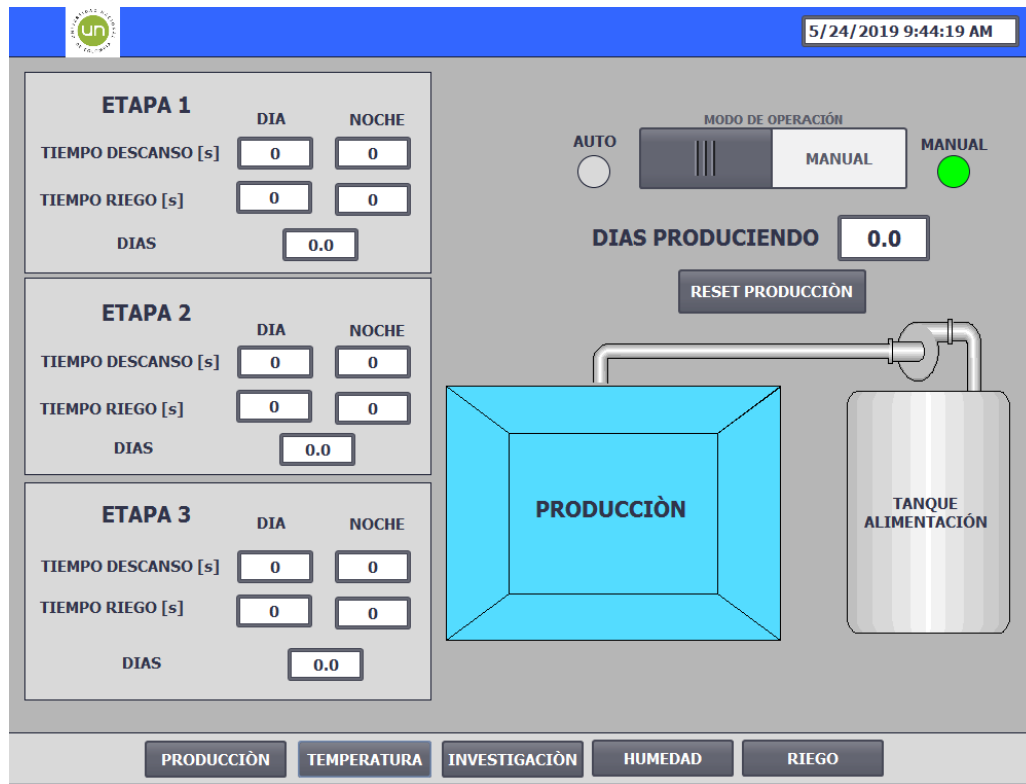 un
5/24/2019 9:44:19 AM
ETAPA 1
DIA NOCHE
TIEMPO DESCANSO [s] 0 0
TIEMPO RIEGO [s] 0 0
DIAS 0.0
ETAPA 2
DIA NOCHE
TIEMPO DESCANSO [s] 0 0
TIEMPO RIEGO [s] 0 0
DIAS 0.0
ETAPA 3
DIA NOCHE
TIEMPO DESCANSO [s] 0 0
TIEMPO RIEGO [s] 0 0
DIAS 0.0
MODO DE OPERACIÓN
AUTO MANUAL MANUAL
DIAS PRODUCIENDO 0.0
RESET PRODUCCIÒN
PRODUCCIÒN
TANQUE
ALIMENTACIÓN
PRODUCCIÒN TEMPERATURA INVESTIGACIÒN HUMEDAD RIEGO